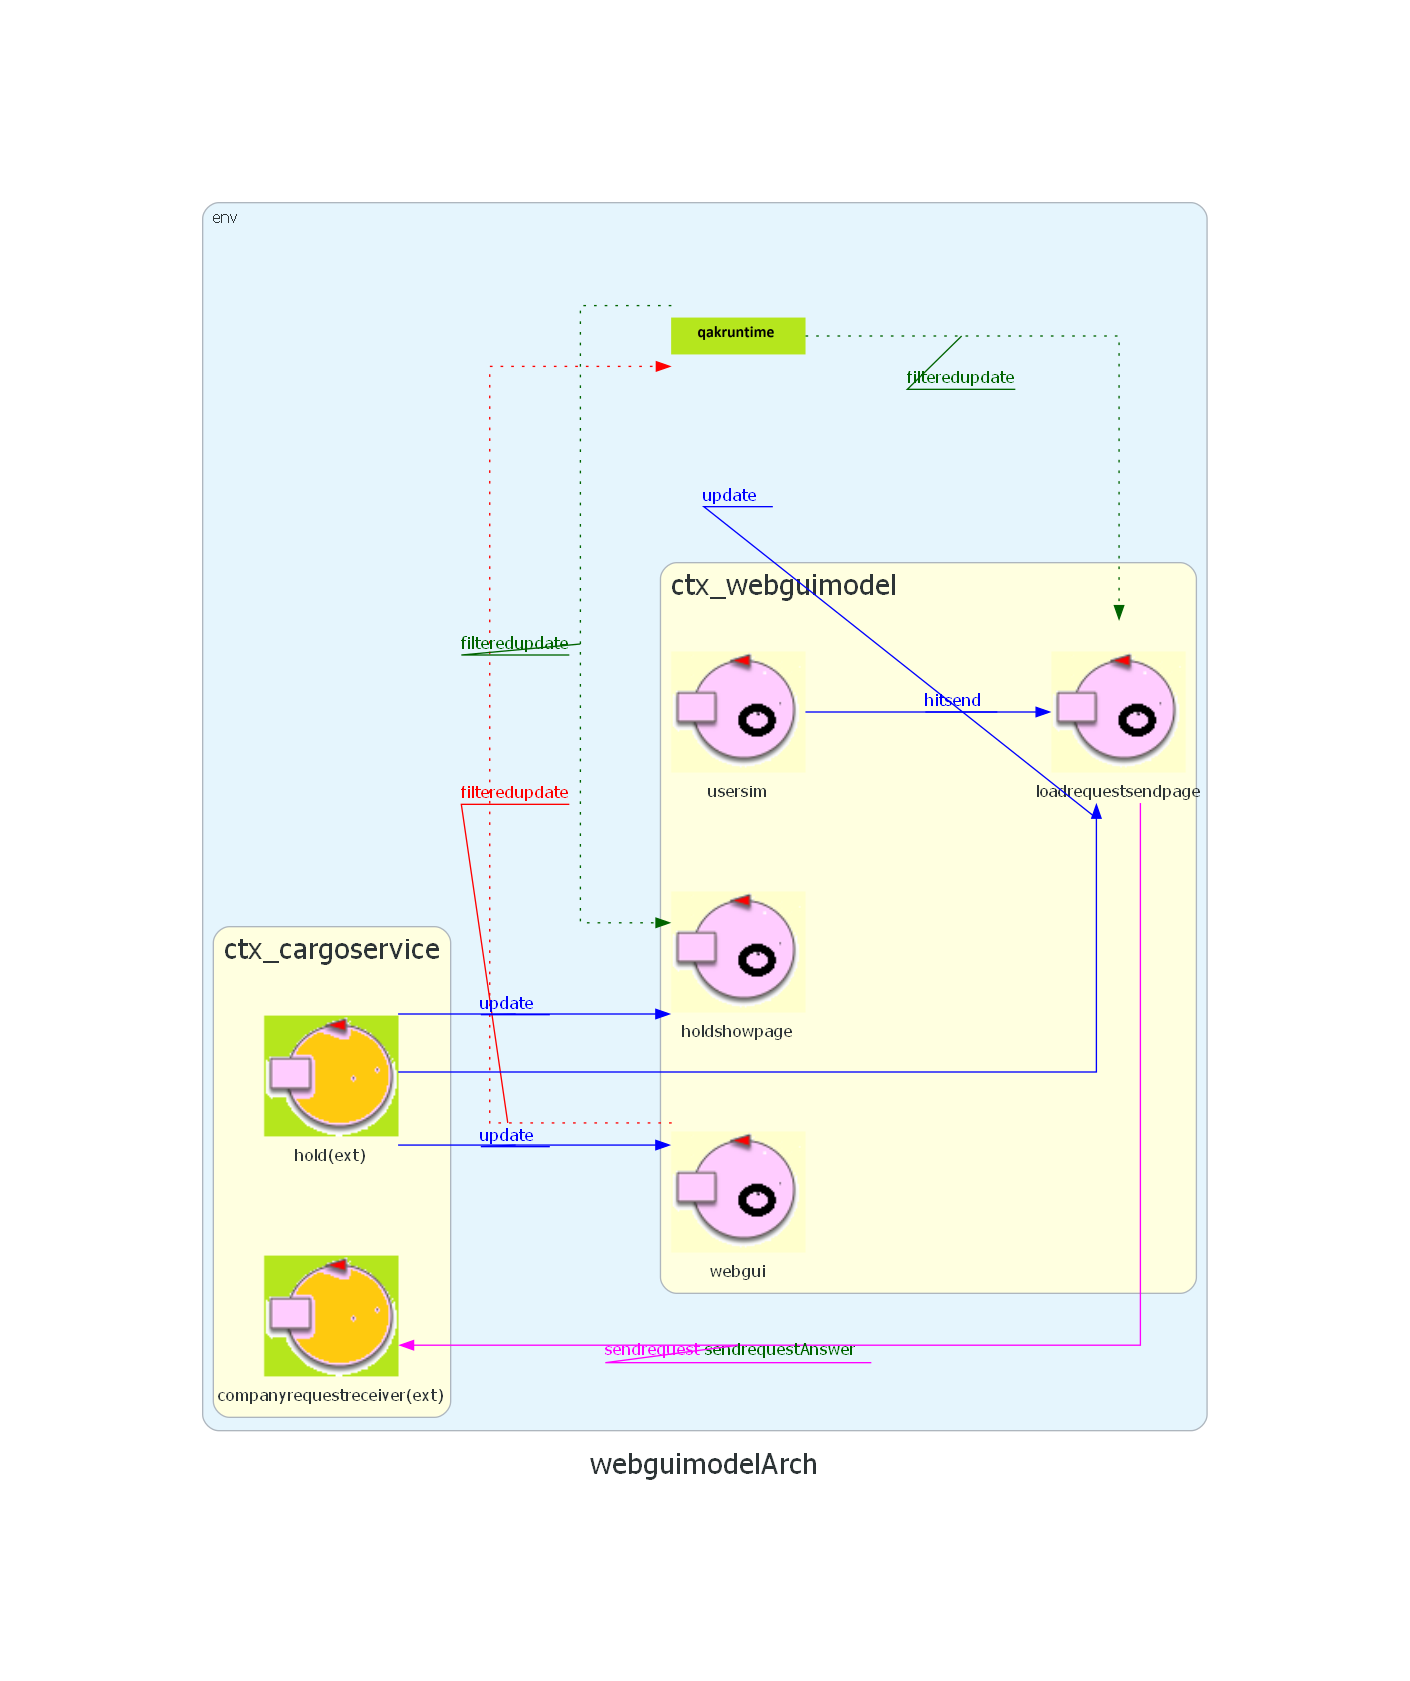 env
qakruntime
filteredupdate
update
ctx_webguimodel
filteredupdate
hitsend
usersim
loadrequestsendpage
filteredupdate
ctx_cargoservice
update
holdshowpage
update
hold(ext)
webgui
sendrequest sendrequestAnswer
companyrequestreceiver(ext)
webguimodelArch